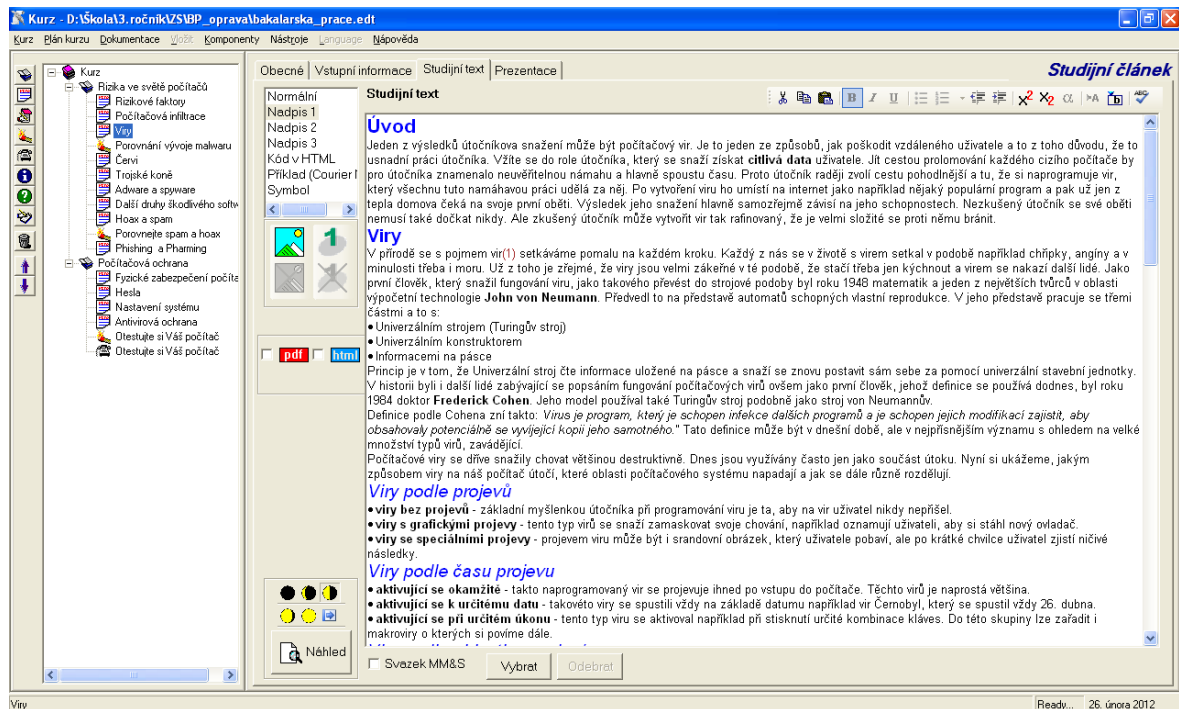 Kurz - D:\Škola\3.ročník\ZS\BP_oprava\bakalarska_prace.edt
Kurz Plán kurzu Dokumentace Vložit Komponenty Nástroje Language Nápověda
Kurz
Rizika ve světě počítačů
Rizikové faktory
Počítačová infiltrace
Viry
Porovnání vývoje malwaru
Červi
Trojské koně
Adware a spyware
Další druhy škodlivého softw
Hoax a spam
Porovnejte spam a hoax
Phishing a Pharming
Počítačová ochrana
Fyzické zabezpečení počíta
Hesla
Nastavení systému
Antivirová ochrana
Otestujte si Váš počítač
Otestujte si Váš počítač
Obecné Vstupní informace Studijní text Prezentace
Studijní článek
Normální
Nadpis 1
Nadpis 2
Nadpis 3
Kód v HTML
Příklad (Courier
Symbol
pdf html
Náhled
Studijní text
B I U x² X₂ α A b ABC
Úvod
Jeden z výsledků útočníkova snažení může být počítačový vir. Je to jeden ze způsobů, jak poškodit vzdáleného uživatele a to z toho důvodu, že to
usnadní práci útočníka. Vžíte se do role útočníka, který se snaží získat citlivá data uživatele. Jít cestou prolomování každého cizího počítače by
pro útočníka znamenalo neuvěřitelnou námahu a hlavně spoustu času. Proto útočník raději zvolí cestu pohodlnější a tu, že si naprogramuje vir,
který všechnu tuto namáhavou práci udělá za něj. Po vytvoření viru ho umístí na internet jako například nějaký populární program a pak už jen z
tepla domova čeká na svoje první oběti. Výsledek jeho snažení hlavně samozřejmě závisí na jeho schopnostech. Nezkušený útočník se své oběti
nemusí také dočkat nikdy. Ale zkušený útočník může vytvořit vir tak rafinovaný, že je velmi složité se proti němu bránit.
Viry
V přírodě se s pojmem vir(1) setkáváme pomalu na každém kroku. Každý z nás se v životě s virem setkal v podobě například chřipky, angíny a v
minulosti třeba i moru. Už z toho je zřejmé, že viry jsou velmi zákeřné v té podobě, že stačí třeba jen kýchnout a virem se nakazí další lidé. Jako
první člověk, který snažil fungování viru, jako takového převést do strojové podoby byl roku 1948 matematik a jeden z největších tvůrců v oblasti
výpočetní technologie John von Neumann. Předvedl to na představě automatů schopných vlastní reprodukce. V jeho představě pracuje se třemi
částmi a to s:
• Univerzálním strojem (Turingův stroj)
• Univerzálním konstruktorem
• Informacemi na pásce
Princip je v tom, že Univerzální stroj čte informace uložené na pásce a snaží se znovu postavit sám sebe za pomocí univerzální stavební jednotky.
V historii byli i další lidé zabývající se popsáním fungování počítačových virů ovšem jako první člověk, jehož definice se používá dodnes, byl roku
1984 doktor Frederick Cohen. Jeho model používal také Turingův stroj podobně jako stroj von Neumannův.
Definice podle Cohena zní takto: Virus je program, který je schopen infekce dalších programů a je schopen jejich modifikací zajistit, aby
obsahovaly potenciálně se vyvíjející kopii jeho samotného." Tato definice může být v dnešní době, ale v nejpřísnějším významu s ohledem na velké
množství typů virů, zavádějící.
Počítačové viry se dříve snažily chovat většinou destruktivně. Dnes jsou využívány často jen jako součást útoku. Nyní si ukážeme, jakým
způsobem viry na náš počítač útočí, které oblasti počítačového systému napadají a jak se dále různě rozdělují.
Viry podle projevů
• viry bez projevů - základní myšlenkou útočníka při programování viru je ta, aby na vir uživatel nikdy nepřišel.
• viry s grafickými projevy - tento typ virů se snaží zamaskovat svoje chování, například oznamují uživateli, aby si stáhl nový ovladač.
• viry se speciálními projevy - projevem viru může být i srandovní obrázek, který uživatele pobaví, ale po krátké chvilce uživatel zjistí ničivé
následky.
Viry podle času projevu
• aktivující se okamžitě - takto naprogramovaný vir se projevuje ihned po vstupu do počítače. Těchto virů je naprostá většina.
• aktivující se k určitému datu - takovéto viry se spustili vždy na základě datumu například vir Černobyl, který se spustil vždy 26. dubna.
• aktivující se při určitém úkonu - tento typ viru se aktivoval například při stisknutí určité kombinace kláves. Do této skupiny lze zařadit i
makroviry o kterých si povíme dále.
Svazek MM&S Vybrat Odebrat
Viry
Ready... 26. února 2012